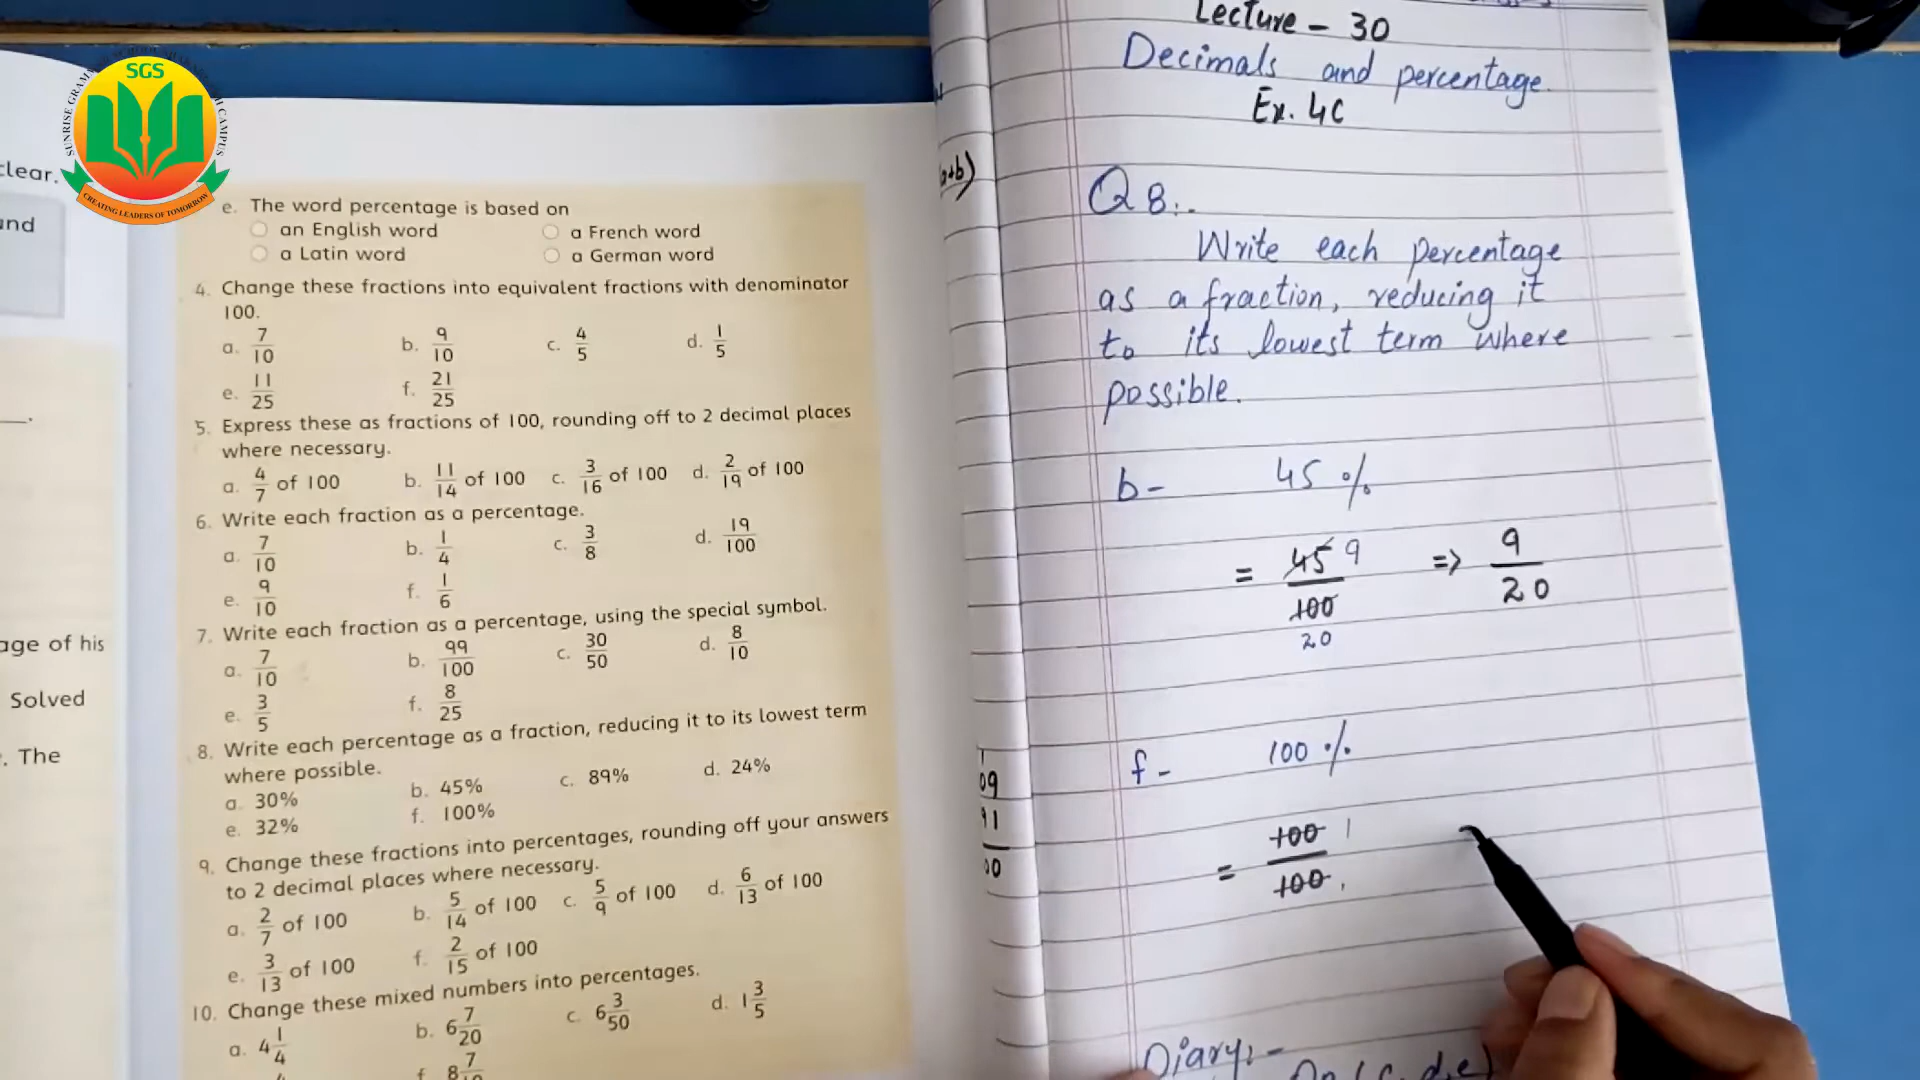 SGS
CREATING LEADERS OF TOMORROW
clear.
and
age of his
Solved
. The
e. The word percentage is based on
an English word a French word
a Latin word a German word
4. Change these fractions into equivalent fractions with denominator
100.
a. 7/10 b. 9/10 c. 4/5 d. 1/5
e. 11/25 f. 21/25
5. Express these as fractions of 100, rounding off to 2 decimal places
where necessary.
a. 4/7 of 100 b. 11/14 of 100 c. 3/16 of 100 d. 2/19 of 100
6. Write each fraction as a percentage.
a. 7/10 b. 1/4 c. 3/8 d. 19/100
e. 9/10 f. 1/6
7. Write each fraction as a percentage, using the special symbol.
a. 7/10 b. 99/100 c. 30/50 d. 8/10
e. 3/5 f. 8/25
8. Write each percentage as a fraction, reducing it to its lowest term
where possible.
a. 30% b. 45% c. 89% d. 24%
e. 32% f. 100%
9. Change these fractions into percentages, rounding off your answers
to 2 decimal places where necessary.
a. 2/7 of 100 b. 5/14 of 100 c. 5/9 of 100 d. 6/13 of 100
e. 3/13 of 100 f. 2/15 of 100
10. Change these mixed numbers into percentages.
a. 4 1/4 b. 6 7/20 c. 6 3/50 d. 1 3/5
Lecture - 30
Decimals and percentage.
Ex. 4C
Q8:.
Write each percentage
as a fraction, reducing it
to its lowest term where
possible.
b- 45 %
= 45/100 9 20 => 9/20
f- 100 %
= 100/100 1
Diary:-
a+b)
09
91
00